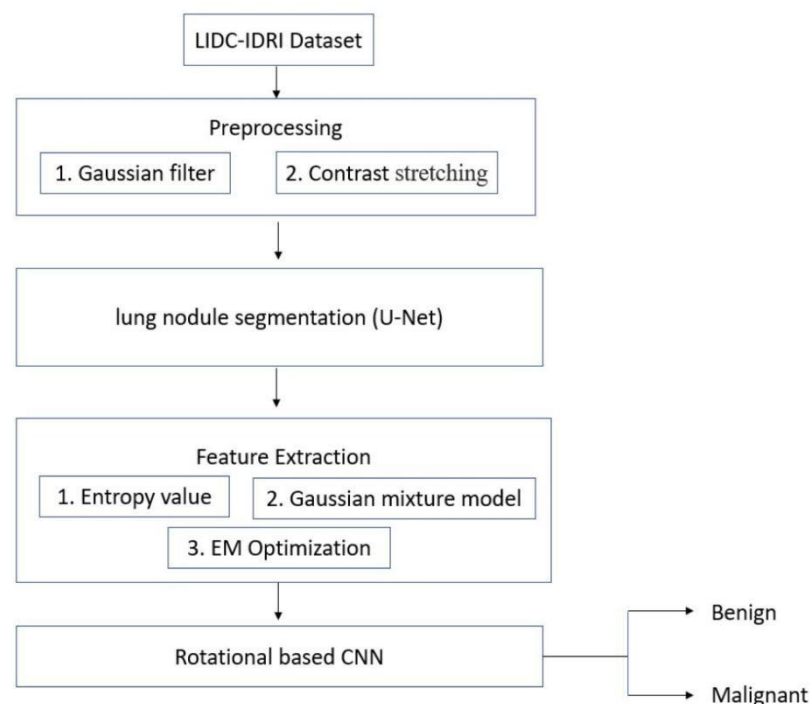 LIDC-IDRI Dataset
Preprocessing
1. Gaussian filter
2. Contrast stretching
lung nodule segmentation (U-Net)
Feature Extraction
1. Entropy value
2. Gaussian mixture model
3. EM Optimization
Rotational based CNN
Benign
Malignant